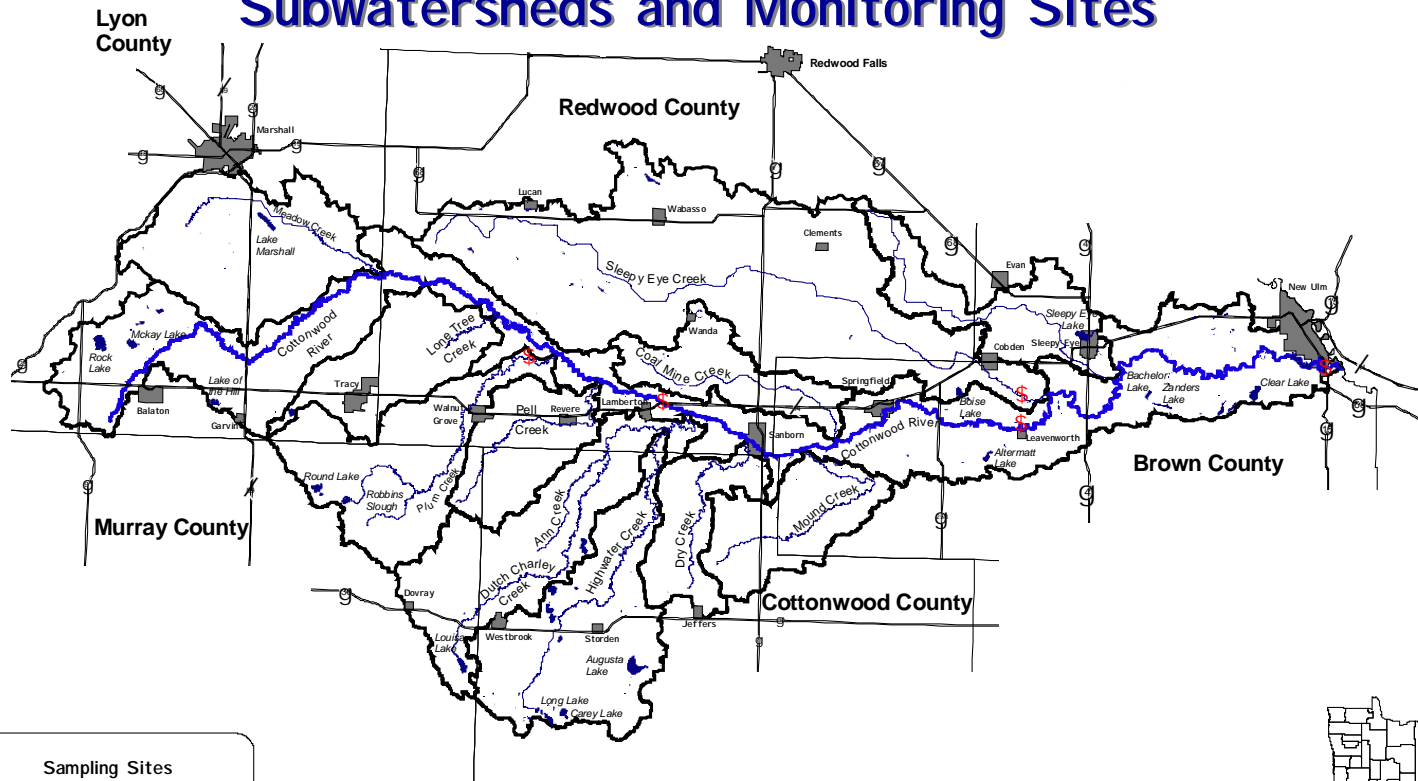 Subwatersheds and Monitoring Sites
Lyon
County
Redwood Falls
Redwood County
Marshall
Lucan
Wabasso
Meadow Creek
Lake
Marshall
Clements
Sleepy Eye Creek
Evan
New Ulm
Mckay Lake
Rock
Lake
Cottonwood
River
Lone Tree
Creek
Wanda
Coal Mine Creek
Sleepy Eye
Lake
Sleepy Eye
Cobden
Bachelor
Lake
Zanders
Lake
Clear Lake
Lake of
the Hill
Tracy
Balaton
Garvin
Walnut
Grove
Pell
Creek
Revere
Lamberton
Springfield
Boise
Lake
Sanborn
Cottonwood River
Leavenworth
Altermatt
Lake
Brown County
Round Lake
Robbins
Slough
Plum Creek
Murray County
Ann Creek
Highwater Creek
Dry Creek
Mound Creek
Dutch Charley
Creek
Dovray
Cottonwood County
Jeffers
Louisa
Lake
Westbrook
Storden
Augusta
Lake
Long Lake
Carey Lake
Sampling Sites